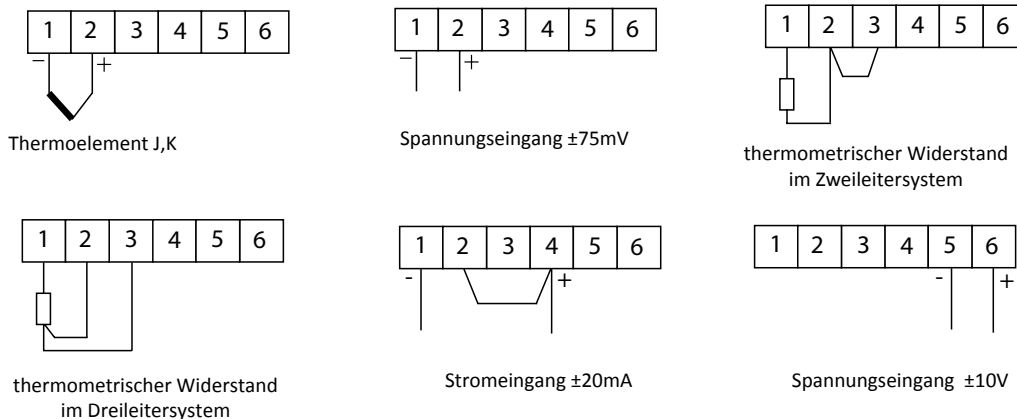 1 2 3 4 5 6
− +
Thermoelement J,K
1 2 3 4 5 6
− +
Spannungseingang ±75mV
1 2 3 4 5 6
thermometrischer Widerstand
im Zweileitersystem
1 2 3 4 5 6
thermometrischer Widerstand
im Dreileitersystem
1 2 3 4 5 6
- +
Stromeingang ±20mA
1 2 3 4 5 6
- +
Spannungseingang ±10V